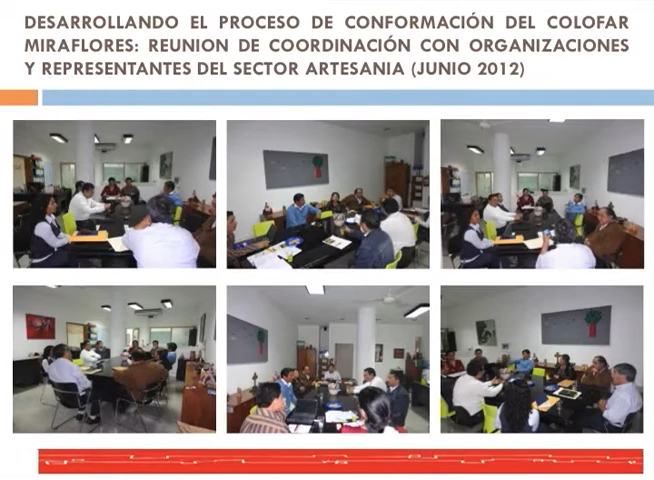 DESARROLLANDO EL PROCESO DE CONFORMACIÓN DEL COLOFAR
MIRAFLORES: REUNION DE COORDINACIÓN CON ORGANIZACIONES
Y REPRESENTANTES DEL SECTOR ARTESANIA (JUNIO 2012)